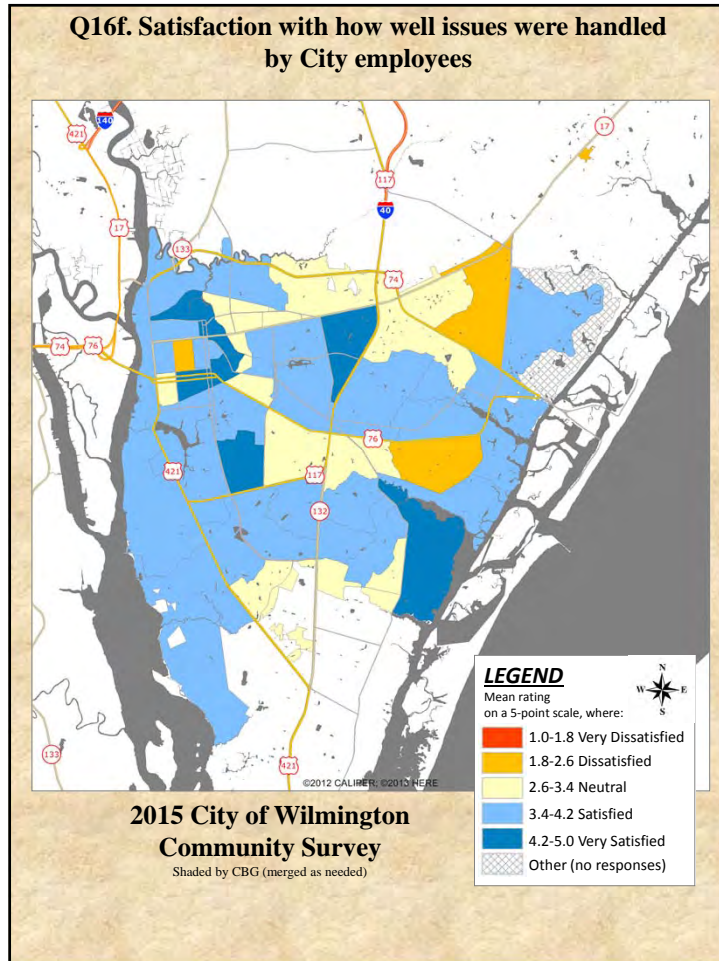 Q16f. Satisfaction with how well issues were handled
by City employees
140
421
17
117
17
40
133
74
74
76
76
421
117
132
133
421
©2012 CALIPER; ©2013 HERE
LEGEND
Mean rating
on a 5-point scale, where:
N
W E
S
1.0-1.8 Very Dissatisfied
1.8-2.6 Dissatisfied
2.6-3.4 Neutral
3.4-4.2 Satisfied
4.2-5.0 Very Satisfied
Other (no responses)
2015 City of Wilmington
Community Survey
Shaded by CBG (merged as needed)